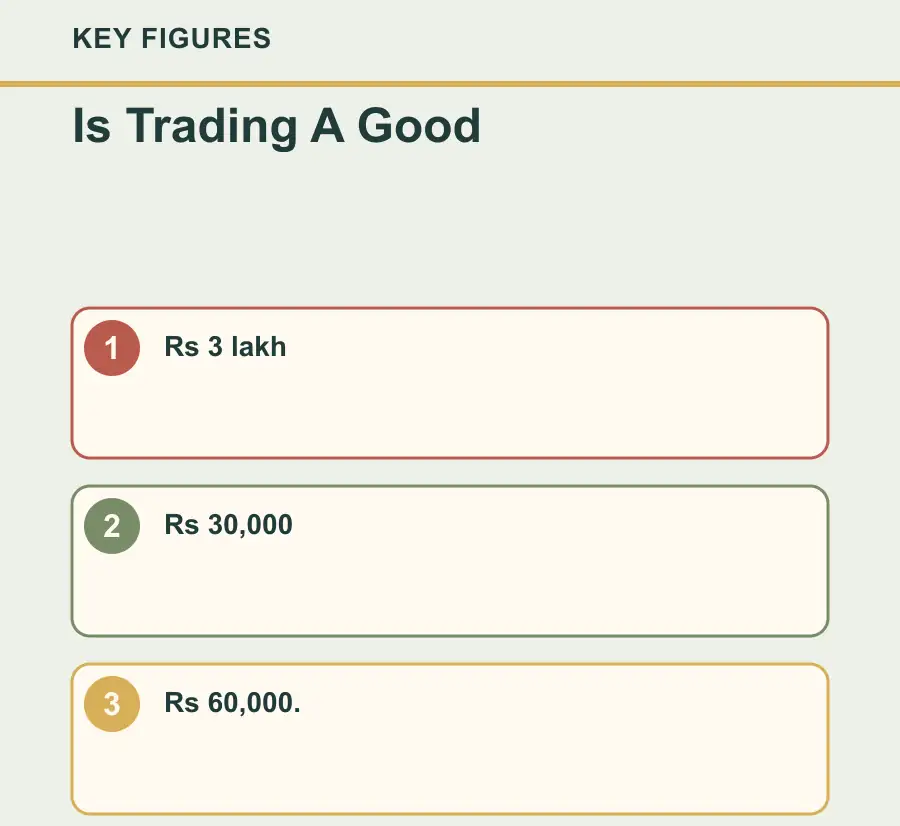 KEY FIGURES
Is Trading A Good
1
Rs 3 lakh
2
Rs 30,000
3
Rs 60,000.